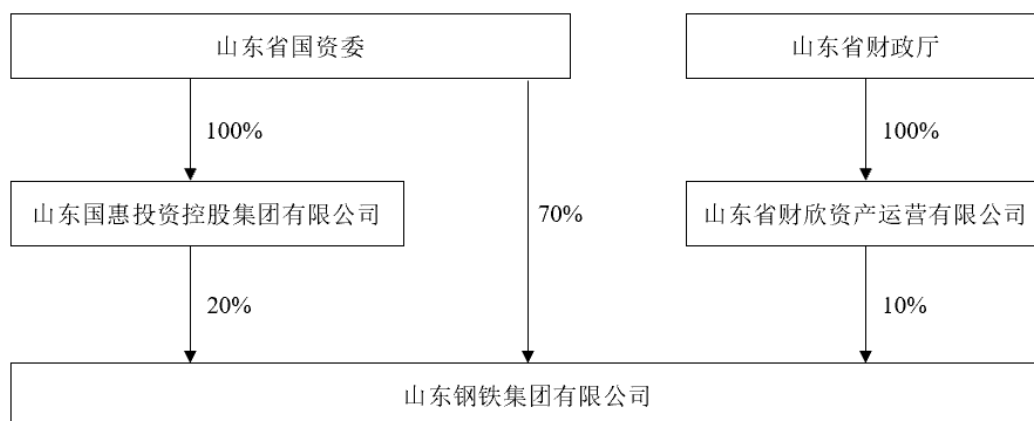 山东省国资委
山东省财政厅
100%
100%
山东国惠投资控股集团有限公司
70%
山东省财欣资产运营有限公司
20%
10%
山东钢铁集团有限公司